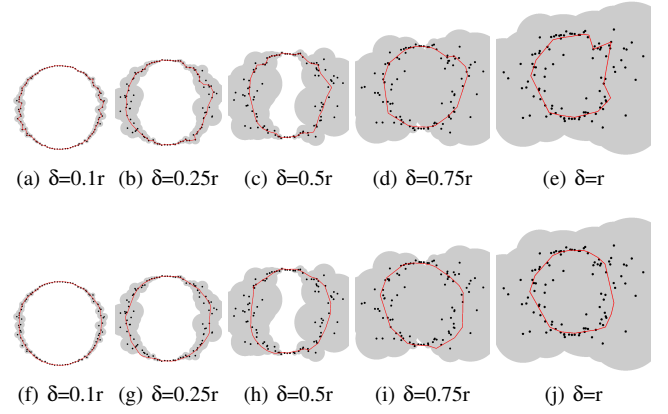 (a) δ=0.1r (b) δ=0.25r (c) δ=0.5r (d) δ=0.75r (e) δ=r
(f) δ=0.1r (g) δ=0.25r (h) δ=0.5r (i) δ=0.75r (j) δ=r